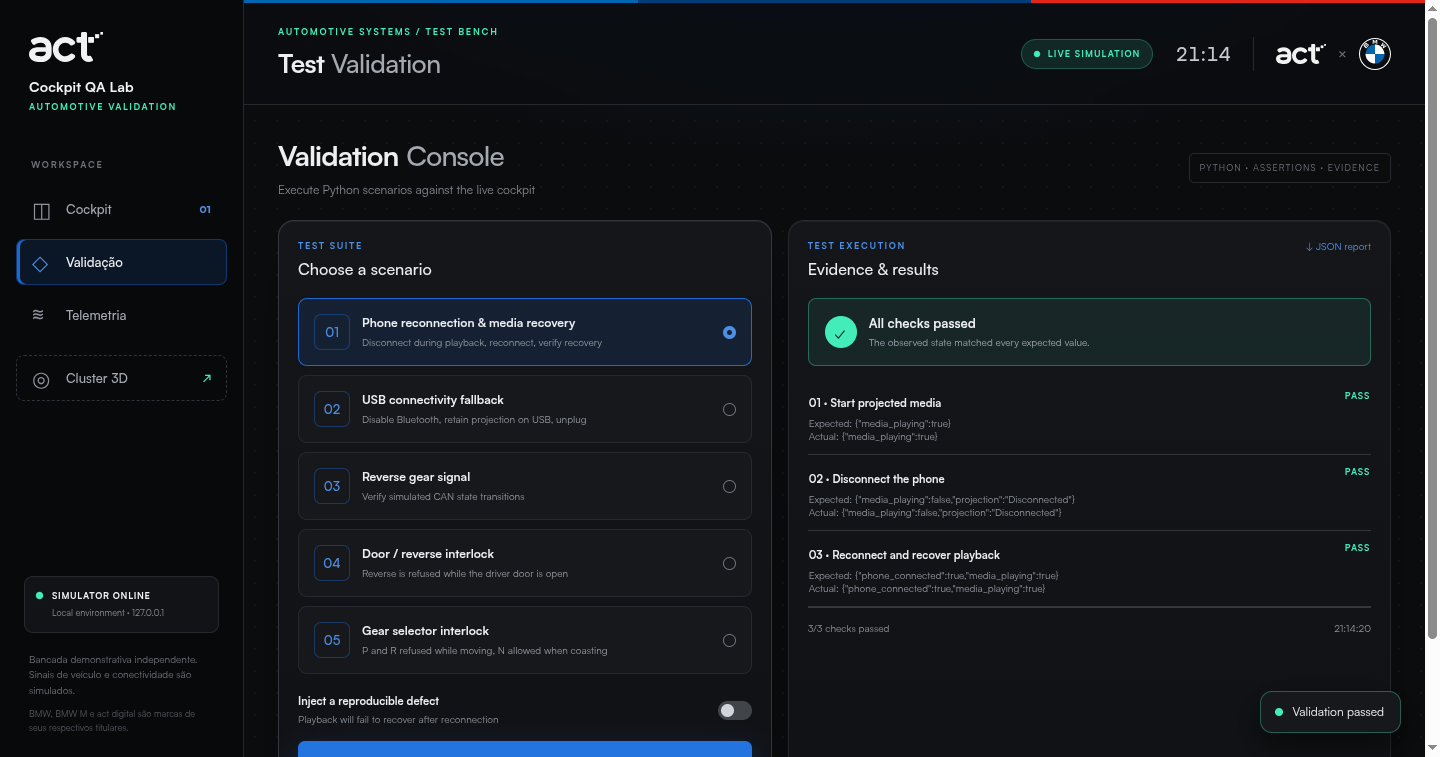 act
Cockpit QA Lab
AUTOMOTIVE VALIDATION
WORKSPACE
Cockpit 01
Validação
Telemetria
Cluster 3D ↗
SIMULATOR ONLINE
Local environment · 127.0.0.1
Bancada demonstrativa independente.
Sinais de veículo e conectividade são
simulados.
BMW, BMW M e act digital são marcas de
seus respectivos titulares.
AUTOMOTIVE SYSTEMS / TEST BENCH
Test Validation
LIVE SIMULATION
21:14
act × BMW
Validation Console
Execute Python scenarios against the live cockpit
PYTHON · ASSERTIONS · EVIDENCE
TEST SUITE
Choose a scenario
01
Phone reconnection & media recovery
Disconnect during playback, reconnect, verify recovery
02
USB connectivity fallback
Disable Bluetooth, retain projection on USB, unplug
03
Reverse gear signal
Verify simulated CAN state transitions
04
Door / reverse interlock
Reverse is refused while the driver door is open
05
Gear selector interlock
P and R refused while moving, N allowed when coasting
Inject a reproducible defect
Playback will fail to recover after reconnection
TEST EXECUTION
↓ JSON report
Evidence & results
✓
All checks passed
The observed state matched every expected value.
01 · Start projected media
PASS
Expected: {"media_playing":true}
Actual: {"media_playing":true}
02 · Disconnect the phone
PASS
Expected: {"media_playing":false,"projection":"Disconnected"}
Actual: {"media_playing":false,"projection":"Disconnected"}
03 · Reconnect and recover playback
PASS
Expected: {"phone_connected":true,"media_playing":true}
Actual: {"phone_connected":true,"media_playing":true}
3/3 checks passed
21:14:20
Validation passed